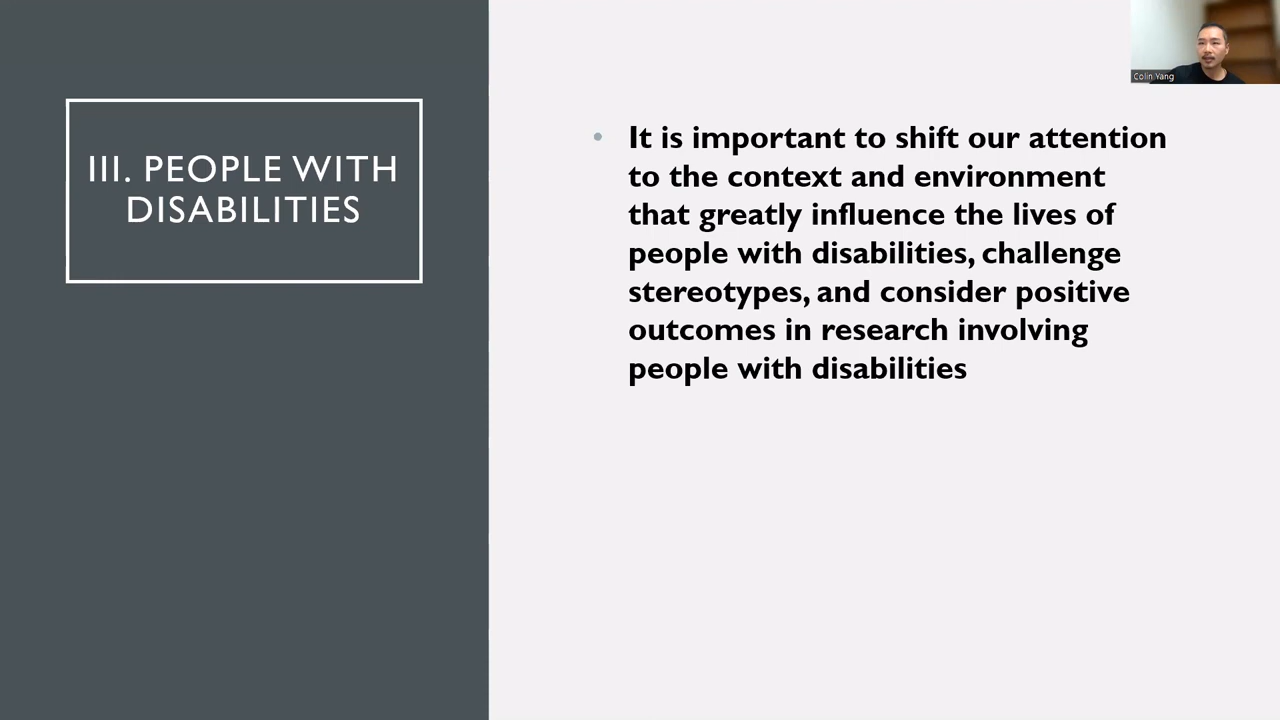 III. PEOPLE WITH
DISABILITIES
• It is important to shift our attention
to the context and environment
that greatly influence the lives of
people with disabilities, challenge
stereotypes, and consider positive
outcomes in research involving
people with disabilities
Colin Yang